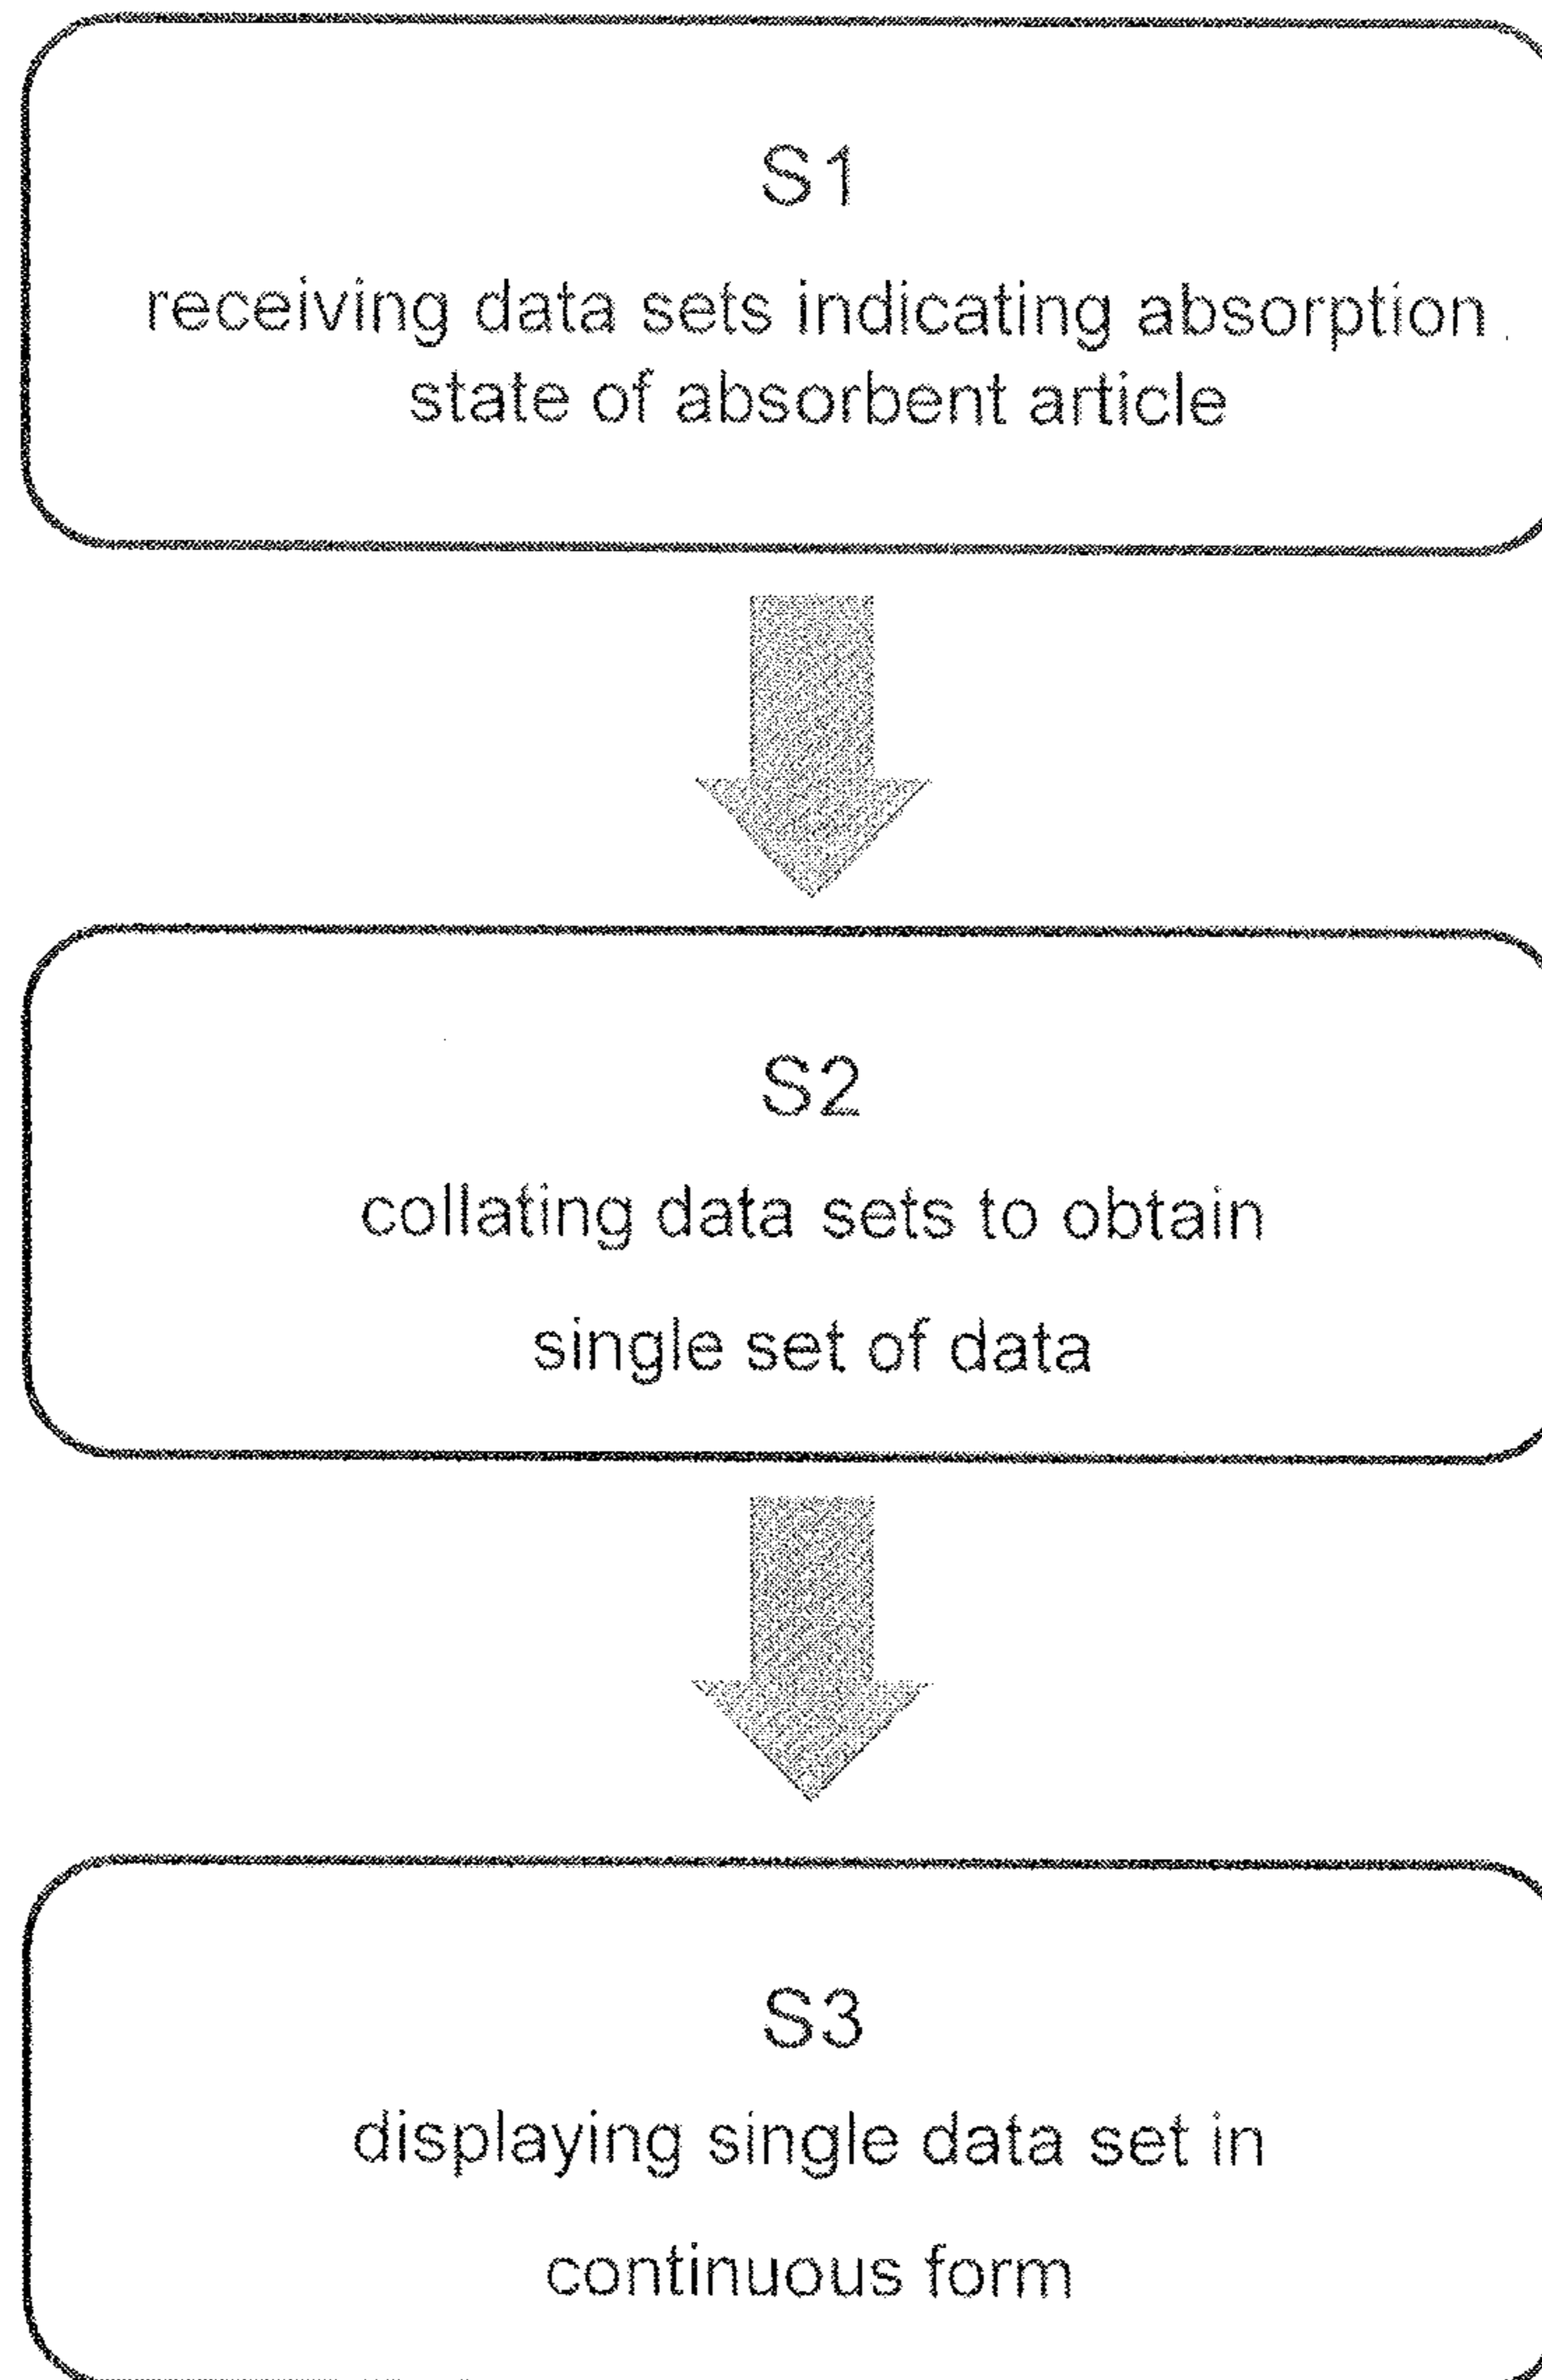 S1
receiving data sets indicating absorption
state of absorbent article
S2
collating data sets to obtain
single set of data
S3
displaying single data set in
continuous form